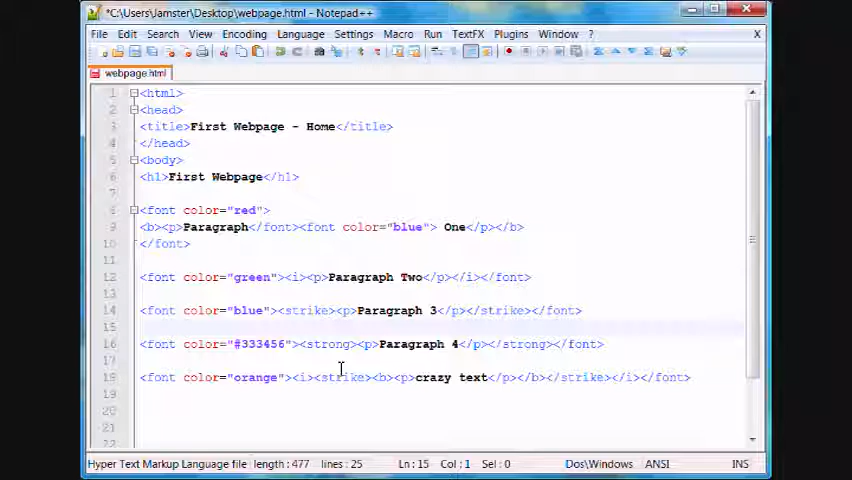 *C:\Users\Jamster\Desktop\webpage.html - Notepad++
File Edit Search View Encoding Language Settings Macro Run TextFX Plugins Window ? X
webpage.html
1 <html>
2 <head>
3 <title>First Webpage - Home</title>
4 </head>
5 <body>
6 <h1>First Webpage</h1>
7
8 <font color="red">
9 <b><p>Paragraph</font><font color="blue"> One</p></b>
10 </font>
11
12 <font color="green"><i><p>Paragraph Two</p></i></font>
13
14 <font color="blue"><strike><p>Paragraph 3</p></strike></font>
15
16 <font color="#333456"><strong><p>Paragraph 4</p></strong></font>
17
18 <font color="orange"><i><strike><b><p>crazy text</p></b></strike></i></font>
19
20
21
22
Hyper Text Markup Language file length : 477 lines : 25 Ln : 15 Col : 1 Sel : 0 Dos\Windows ANSI INS